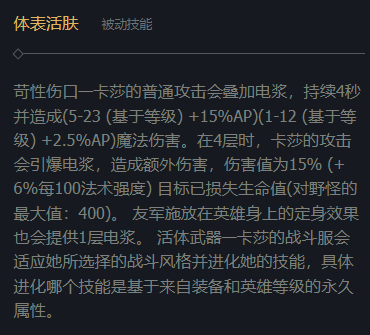 体表活肤 被动技能
苛性伤口—卡莎的普通攻击会叠加电浆，持续4秒
并造成(5-23 (基于等级) +15%AP)(1-12 (基于等
级) +2.5%AP)魔法伤害。在4层时，卡莎的攻击
会引爆电浆，造成额外伤害，伤害值为15% (+
6%每100法术强度) 目标已损失生命值(对野怪的
最大值：400)。 友军施放在英雄身上的定身效果
也会提供1层电浆。 活体武器—卡莎的战斗服会
适应她所选择的战斗风格并进化她的技能，具体
进化哪个技能是基于来自装备和英雄等级的永久
属性。